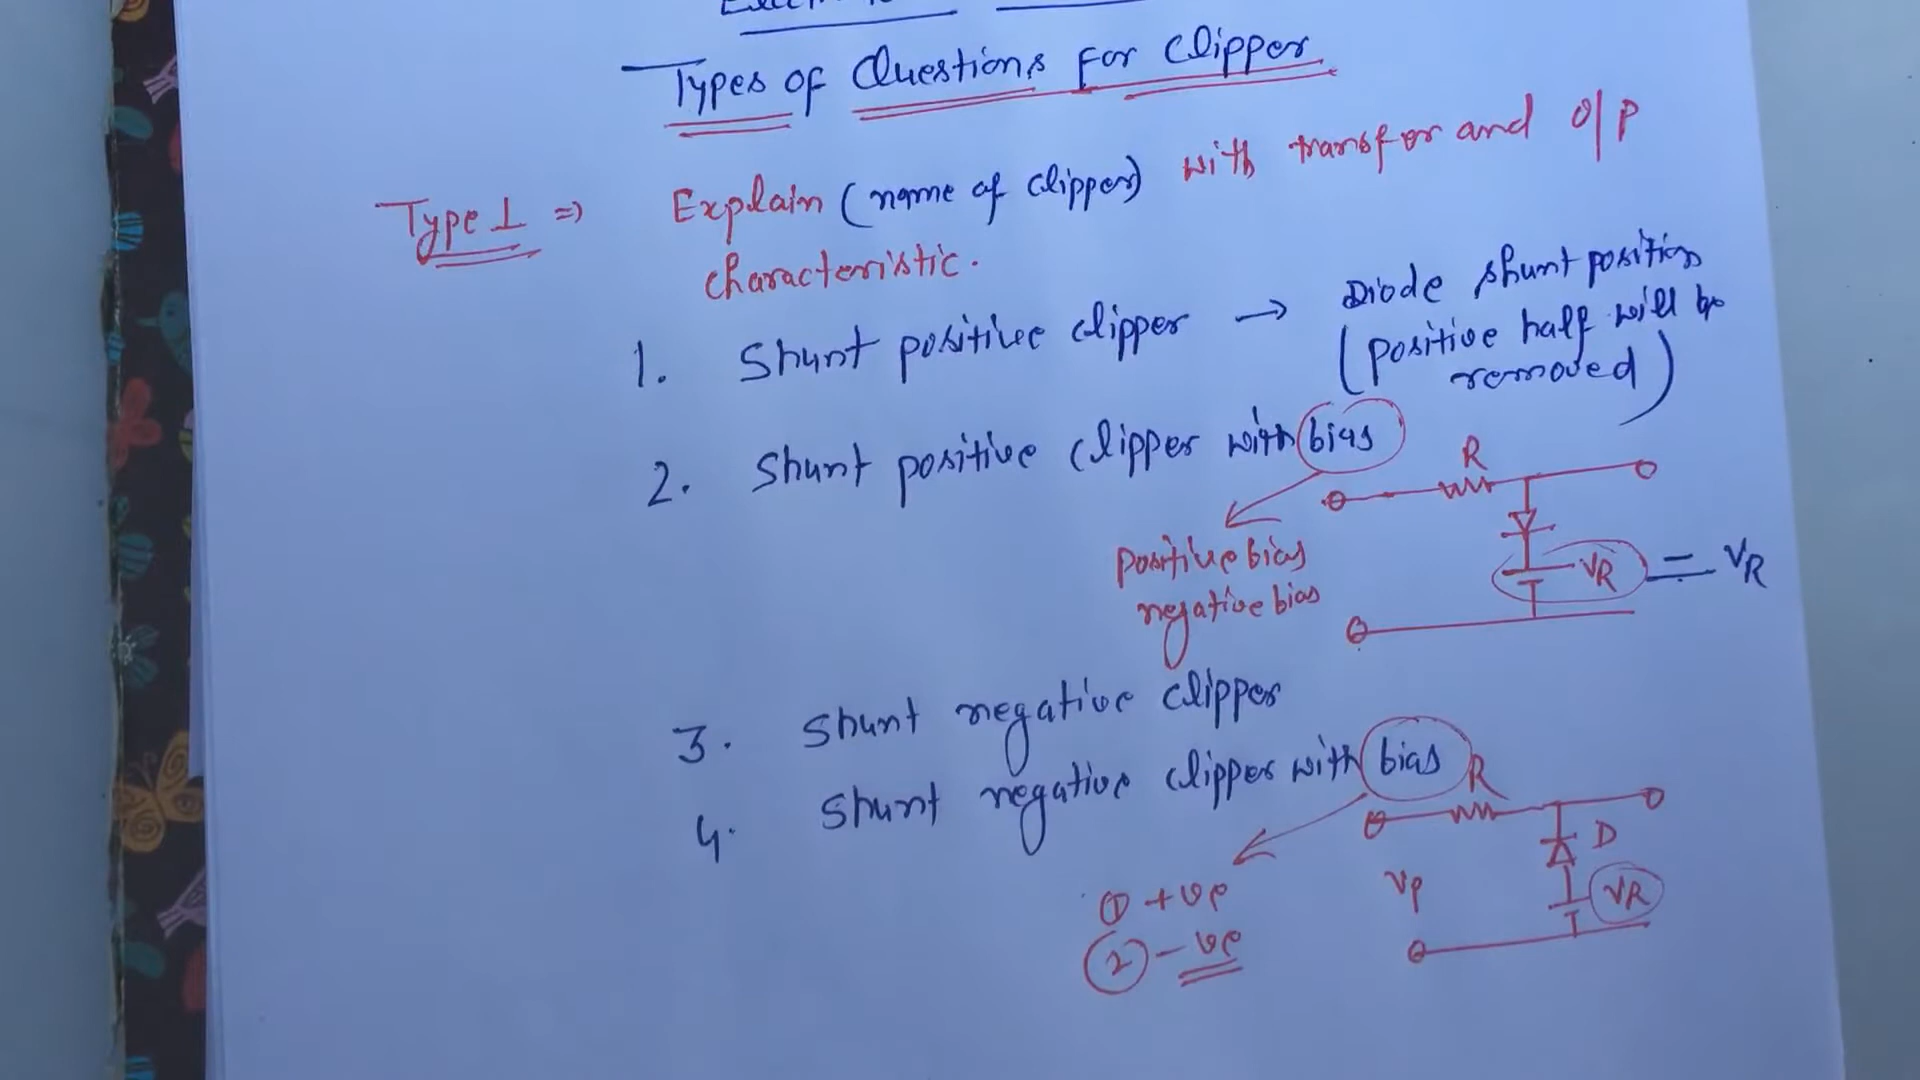 Types of Questions for Clipper
Type 1 ⇒ Explain (name of clipper) with transfer and O/P
characteristic.
1. Shunt positive clipper → Diode shunt position
(positive half will be
removed)
2. Shunt positive clipper with bias
R
Positive bias
negative bias
VR = VR
3. Shunt negative clipper
4. Shunt negative clipper with bias
R
D
① +ve
VP
VR
② -ve